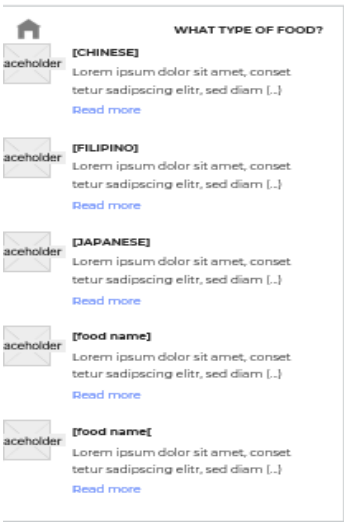 WHAT TYPE OF FOOD?
aceholder
[CHINESE]
Lorem ipsum dolor sit amet, conset
tetur sadipscing elitr, sed diam [...]
Read more
aceholder
[FILIPINO]
Lorem ipsum dolor sit amet, conset
tetur sadipscing elitr, sed diam [...]
Read more
aceholder
[JAPANESE]
Lorem ipsum dolor sit amet, conset
tetur sadipscing elitr, sed diam [...]
Read more
aceholder
[food name]
Lorem ipsum dolor sit amet, conset
tetur sadipscing elitr, sed diam [...]
Read more
aceholder
[food name[
Lorem ipsum dolor sit amet, conset
tetur sadipscing elitr, sed diam [...]
Read more